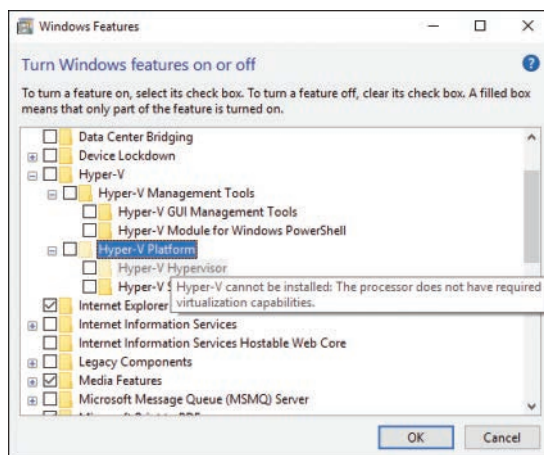 Windows Features
Turn Windows features on or off
To turn a feature on, select its check box. To turn a feature off, clear its check box. A filled box
means that only part of the feature is turned on.
Data Center Bridging
Device Lockdown
Hyper-V
Hyper-V Management Tools
Hyper-V GUI Management Tools
Hyper-V Module for Windows PowerShell
Hyper-V Platform
Hyper-V Hypervisor
Hyper-V S
Hyper-V cannot be installed: The processor does not have required
virtualization capabilities.
Internet Explorer
Internet Information Services
Internet Information Services Hostable Web Core
Legacy Components
Media Features
Microsoft Message Queue (MSMQ) Server
OK
Cancel